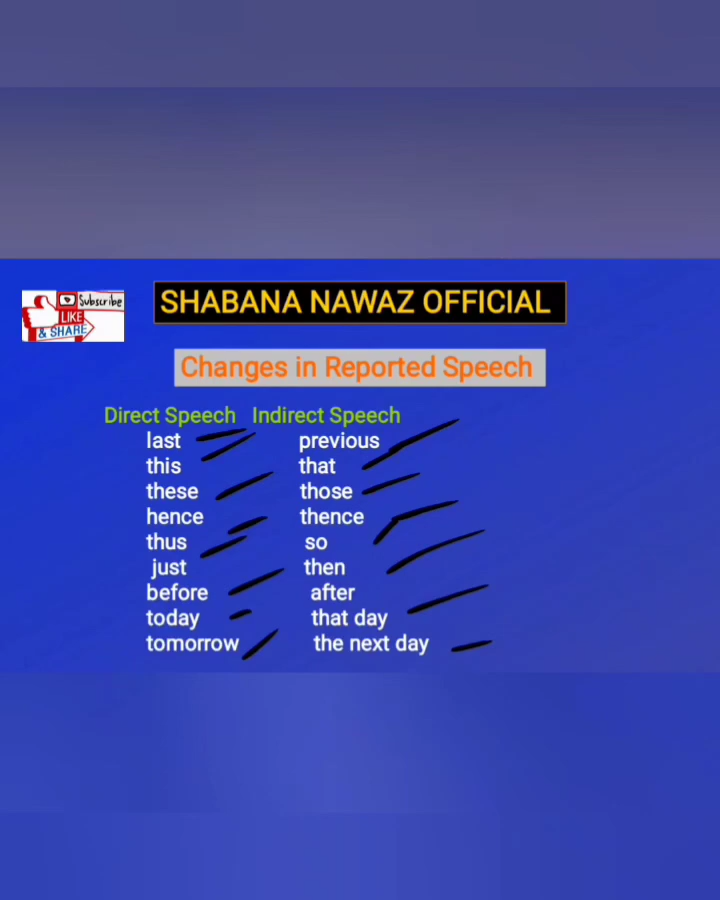 Subscribe
LIKE
& SHARE
SHABANA NAWAZ OFFICIAL
Changes in Reported Speech
Direct Speech Indirect Speech
last previous
this that
these those
hence thence
thus so
just then
before after
today that day
tomorrow the next day